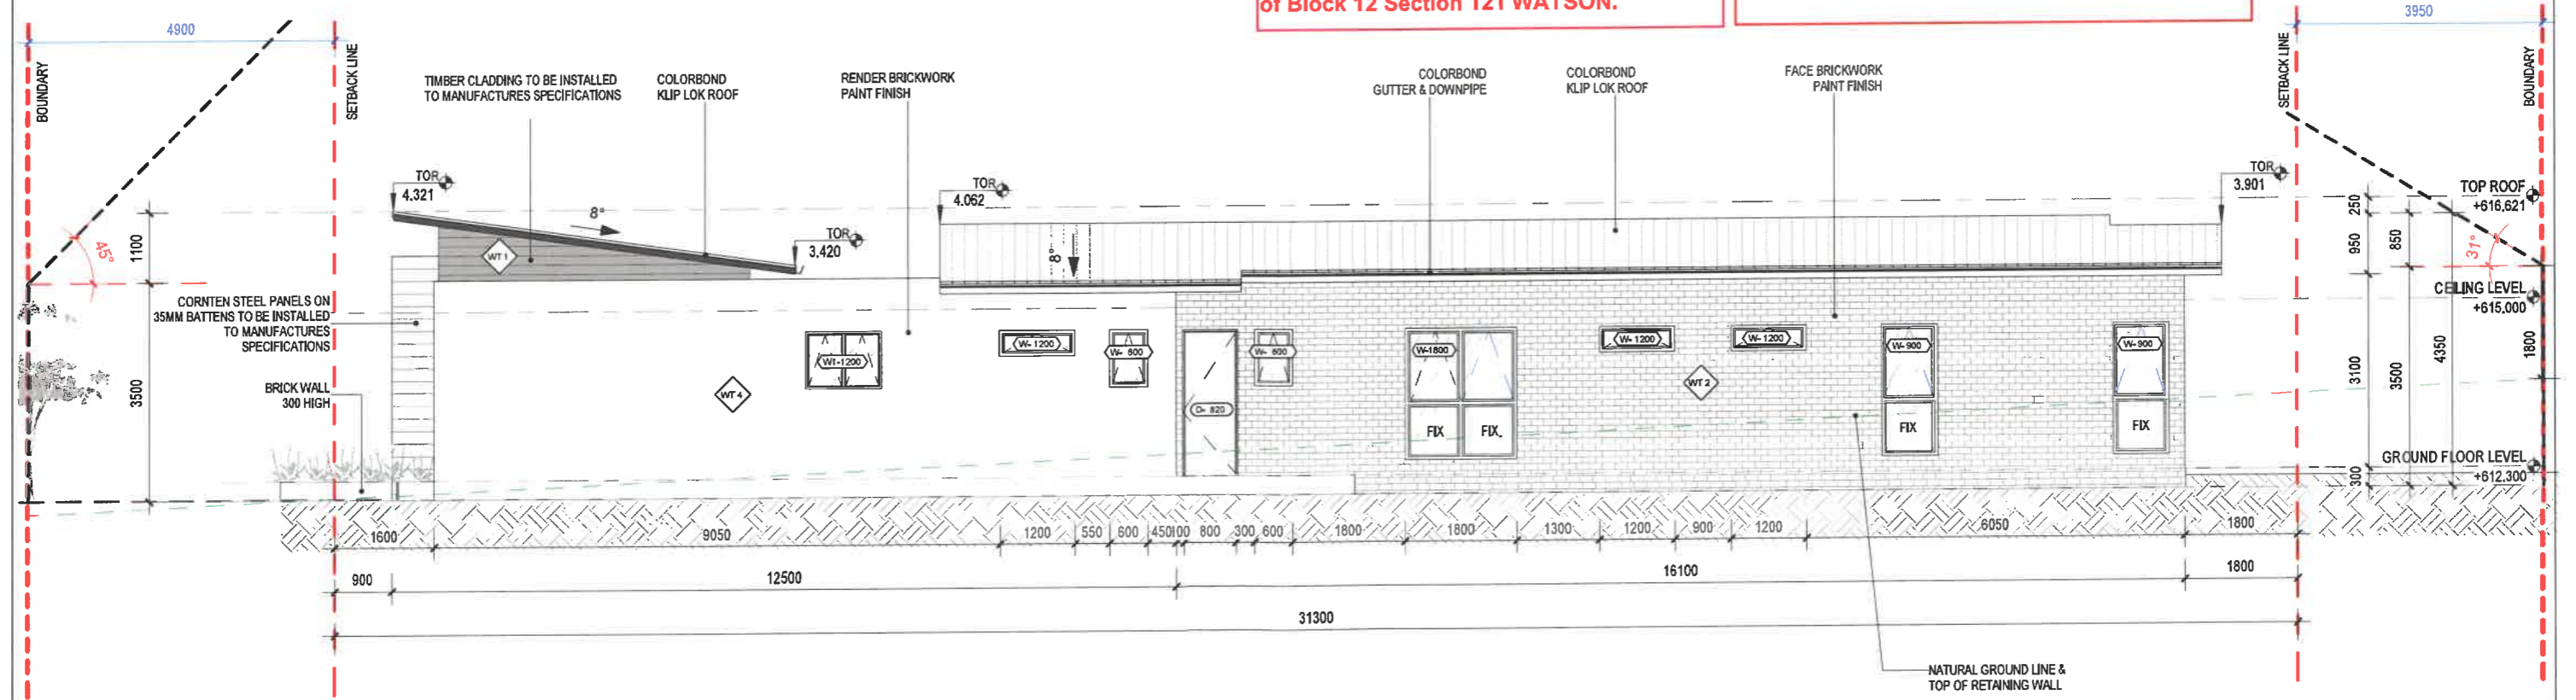 of Block 12 Section 121 WATSON.
4900
3950
BOUNDARY
SETBACK LINE
SETBACK LINE
BOUNDARY
TIMBER CLADDING TO BE INSTALLED
TO MANUFACTURES SPECIFICATIONS
COLORBOND
KLIP LOK ROOF
RENDER BRICKWORK
PAINT FINISH
COLORBOND
GUTTER & DOWNPIPE
COLORBOND
KLIP LOK ROOF
FACE BRICKWORK
PAINT FINISH
TOR
4.321
TOR
4.062
TOR
3.901
TOR
3.420
8°
8°
45°
31°
1100
3500
WT 1
WT 4
WT 2
CORNTEN STEEL PANELS ON
35MM BATTENS TO BE INSTALLED
TO MANUFACTURES
SPECIFICATIONS
BRICK WALL
300 HIGH
W1-1200
W- 1200
W- 600
D- 820
W- 600
W-1800
FIX
FIX
W- 1200
W- 1200
W- 900
FIX
W- 900
FIX
TOP ROOF
+616,621
CEILING LEVEL
+615.000
GROUND FLOOR LEVEL
+612.300
250
950
850
3100
3500
4350
1800
300
1600
9050
1200
550
600
450
100
800
300
600
1800
1800
1300
1200
900
1200
6050
1800
900
12500
16100
1800
31300
NATURAL GROUND LINE &
TOP OF RETAINING WALL